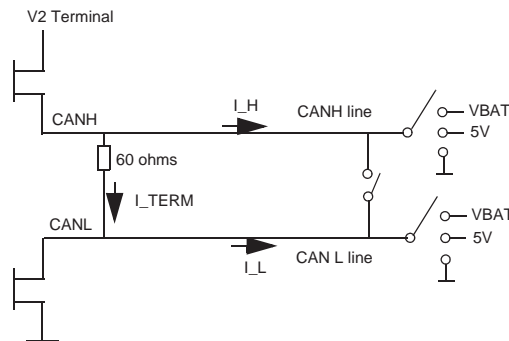 V2 Terminal
I_H
CANH line
VBAT
5V
CANH
60 ohms
I_TERM
CANL
VBAT
5V
I_L
CAN L line